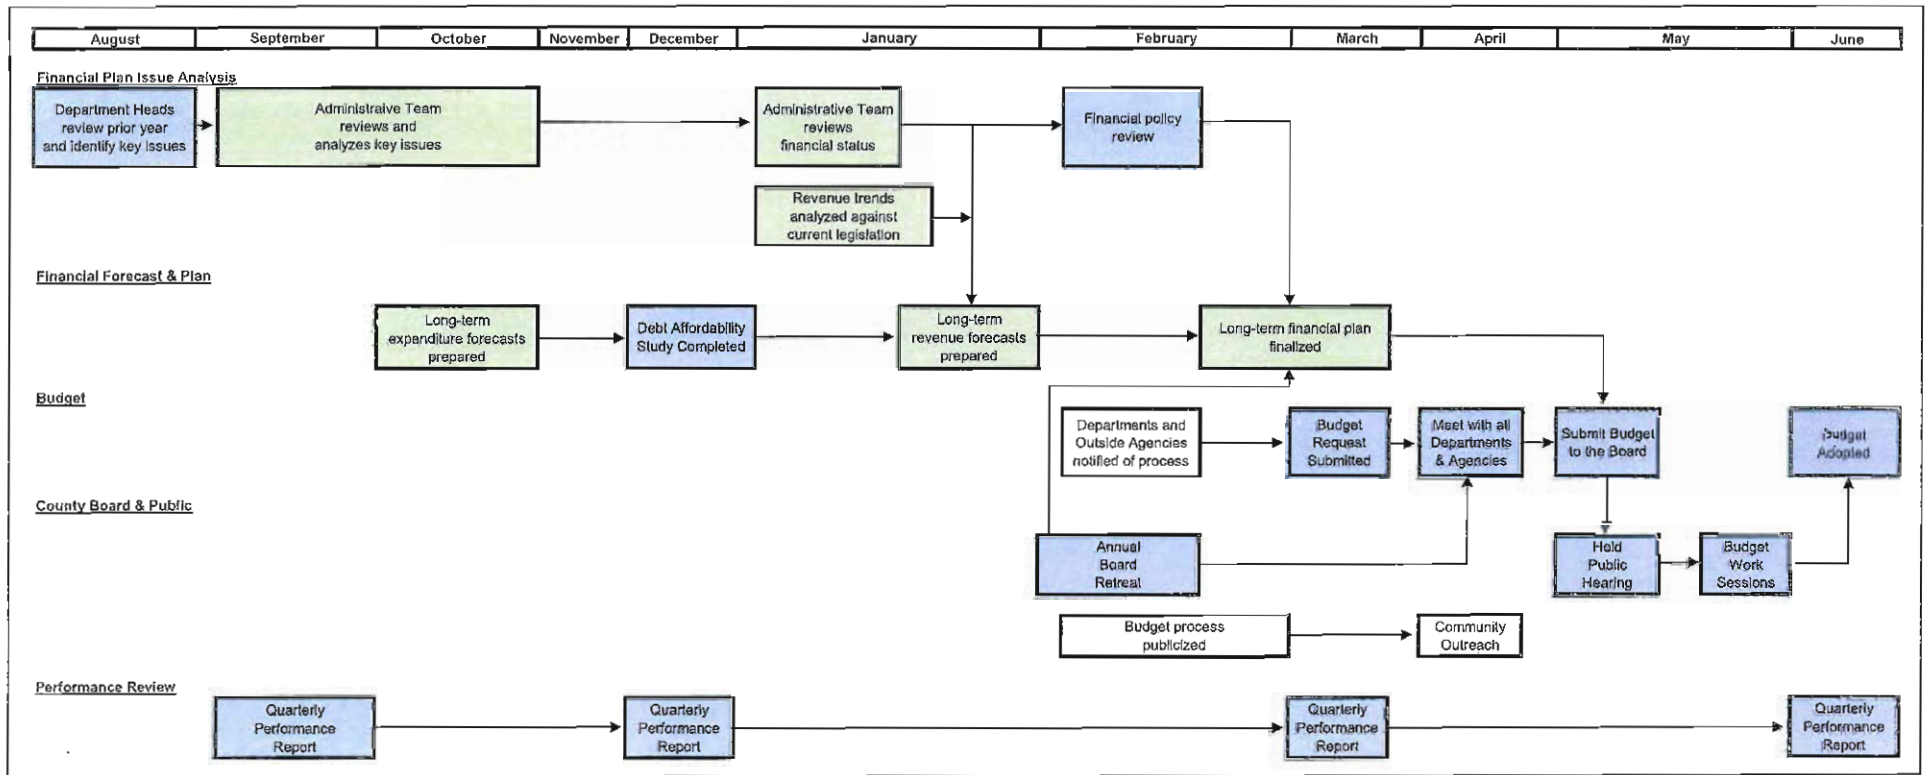 August
September
October
November
December
January
February
March
April
May
June
Financial Plan Issue Analysis
Department Heads
review prior year
and identify key issues
Administraive Team
reviews and
analyzes key issues
Administrative Team
reviews
financial status
Financial policy
review
Revenue trends
analyzed against
current legislation
Financial Forecast & Plan
Long-term
expenditure forecasts
prepared
Debt Affordability
Study Completed
Long-term
revenue forecasts
prepared
Long-term financial plan
finalized
Budget
Departments and
Outside Agencies
notified of process
Budget
Request
Submitted
Meet with all
Departments
& Agencies
Submit Budget
to the Board
Budget
Adopted
County Board & Public
Annual
Board
Retreat
Hold
Public
Hearing
Budget
Work
Sessions
Budget process
publicized
Community
Outreach
Performance Review
Quarterly
Performance
Report
Quarterly
Performance
Report
Quarterly
Performance
Report
Quarterly
Performance
Report